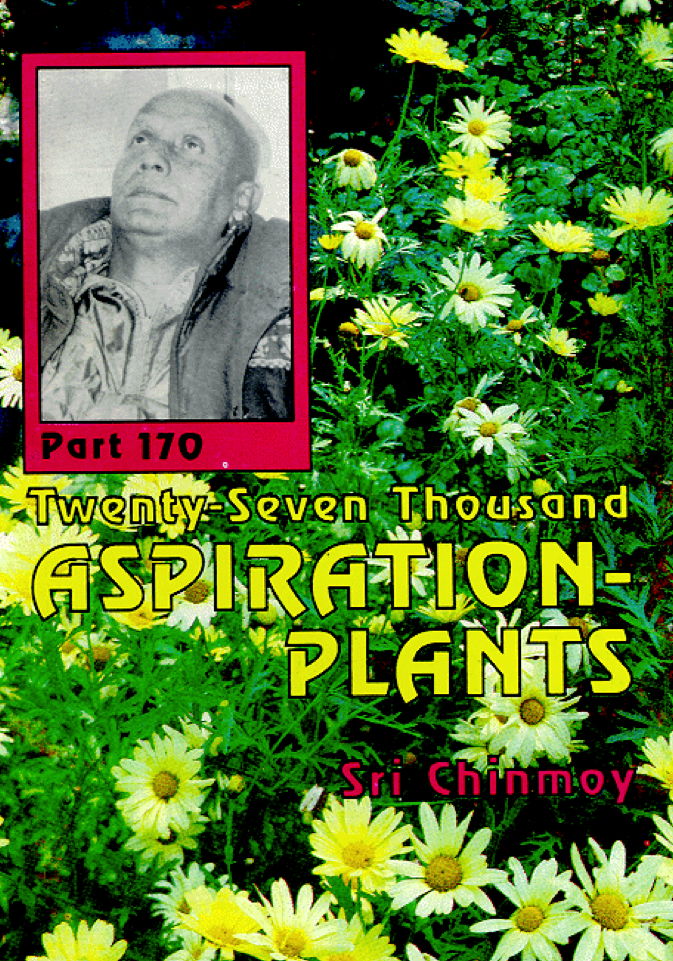 Part 170
Twenty-Seven Thousand
ASPIRATION-
PLANTS
Sri Chinmoy